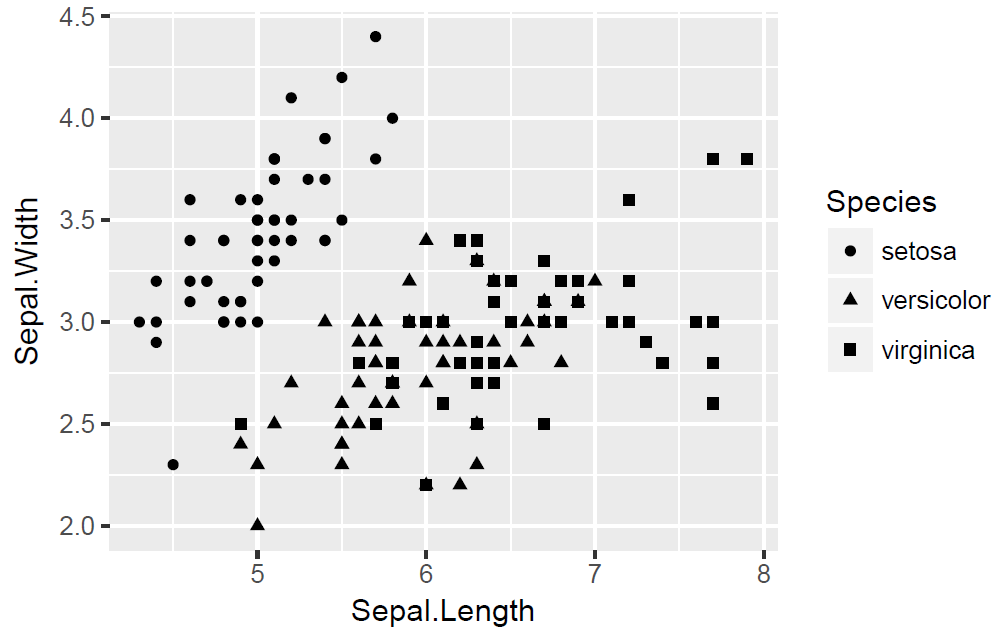 4.5
4.0
3.5
3.0
2.5
2.0
Sepal.Width
5 6 7 8
Sepal.Length
Species
setosa
versicolor
virginica